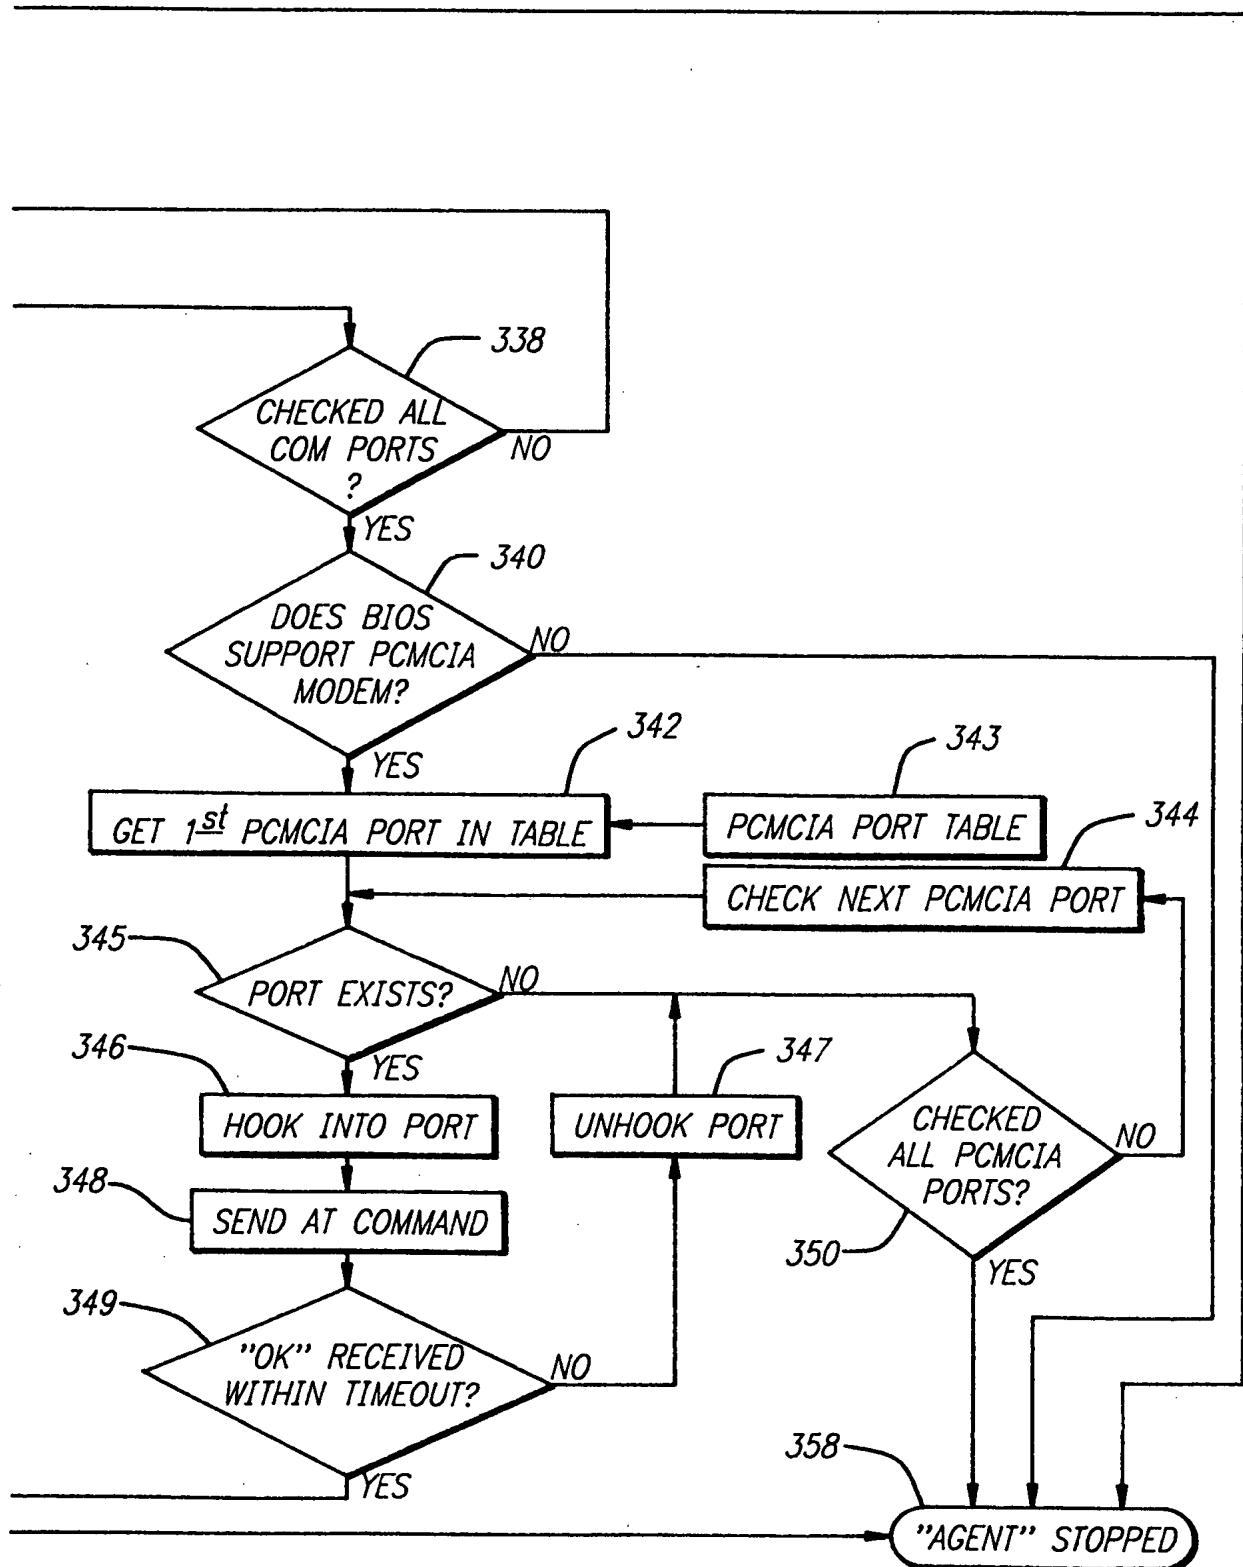 338
CHECKED ALL
COM PORTS
?
NO
YES
340
DOES BIOS
SUPPORT PCMCIA
MODEM?
NO
YES
342
343
344
GET 1st PCMCIA PORT IN TABLE
PCMCIA PORT TABLE
CHECK NEXT PCMCIA PORT
345
PORT EXISTS?
NO
YES
346
347
HOOK INTO PORT
UNHOOK PORT
CHECKED
ALL PCMCIA
PORTS?
NO
YES
350
348
SEND AT COMMAND
349
"OK" RECEIVED
WITHIN TIMEOUT?
NO
YES
358
"AGENT" STOPPED